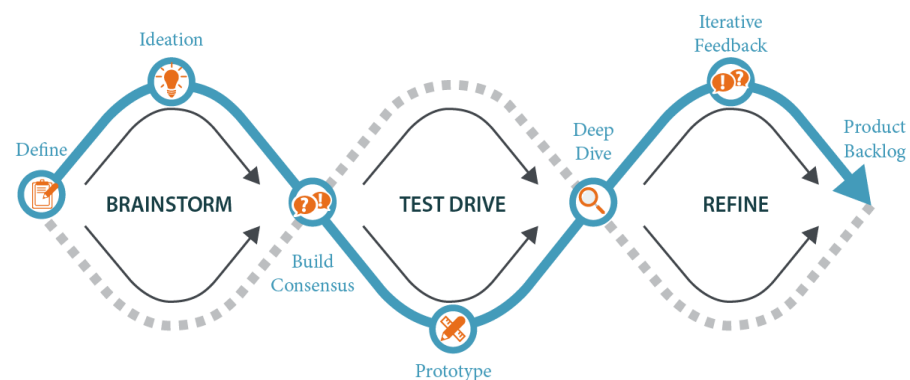 Define
Ideation
BRAINSTORM
?!
Build
Consensus
TEST DRIVE
Prototype
Deep
Dive
REFINE
Iterative
Feedback
!?
Product
Backlog